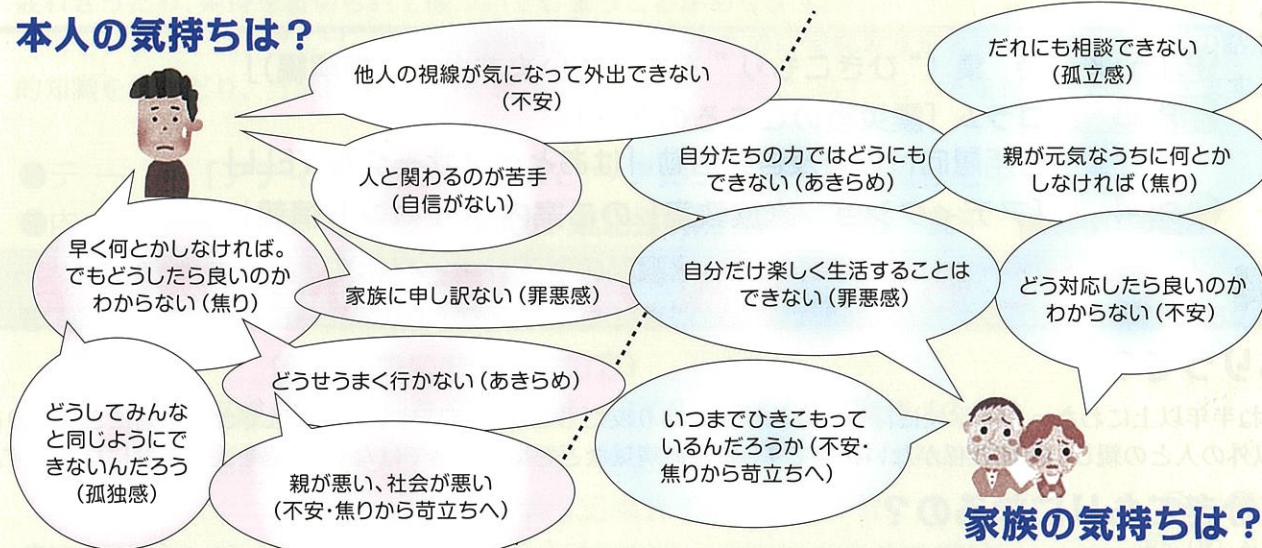 本人の気持ちは？
他人の視線が気になって外出できない
（不安）
人と関わるのが苦手
（自信がない）
早く何とかしなければ。
でもどうしたら良いのか
わからない（焦り）
家族に申し訳ない（罪悪感）
どうせうまく行かない（あきらめ）
どうしてみんな
と同じようにで
きないんだろう
（孤独感）
親が悪い、社会が悪い
（不安・焦りから苛立ちへ）
だれにも相談できない
（孤立感）
自分たちの力ではどうにも
できない（あきらめ）
親が元気なうちに何とか
しなければ（焦り）
自分だけ楽しく生活することは
できない（罪悪感）
どう対応したら良いのか
わからない（不安）
いつまでひきこもって
いるんだろうか（不安・
焦りから苛立ちへ）
家族の気持ちは？